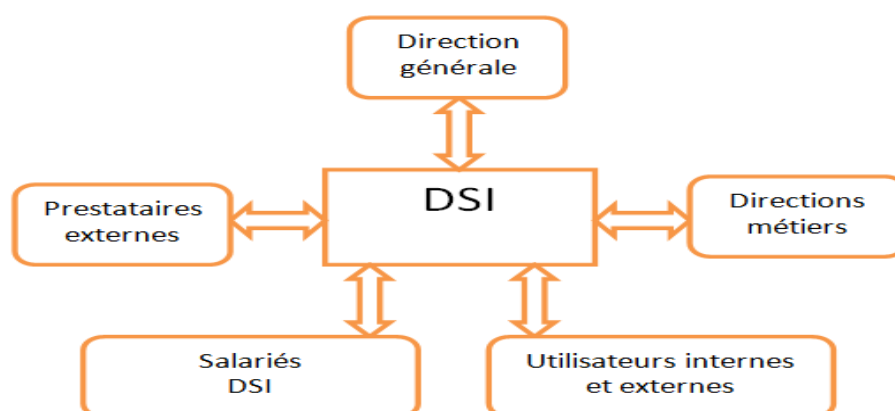 Direction
générale
DSI
Prestataires
externes
Directions
métiers
Salariés
DSI
Utilisateurs internes
et externes